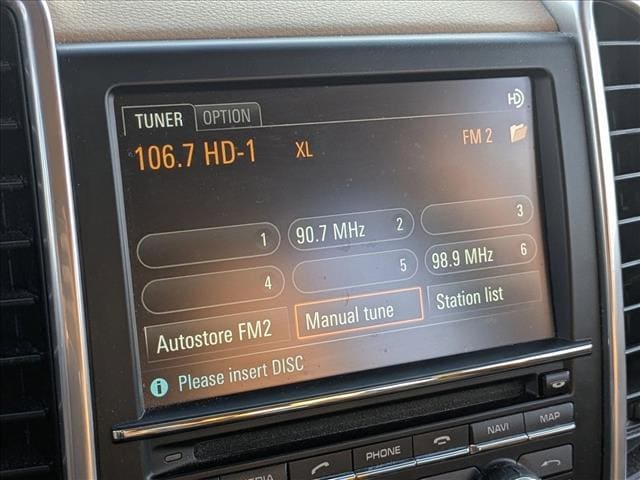 TUNER OPTION HD
106.7 HD-1 XL FM 2
1 90.7 MHz 2 3
4 5 98.9 MHz 6
Autostore FM2 Manual tune Station list
i Please insert DISC
NAVI MAP
MEDIA PHONE